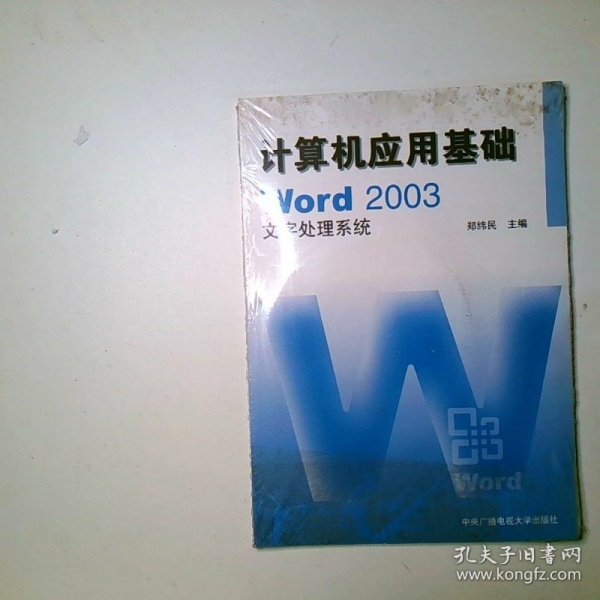 计算机应用基础
Word 2003
文字处理系统
郑纬民 主编
Word
中央广播电视大学出版社
孔夫子旧书网
www.kongfz.com